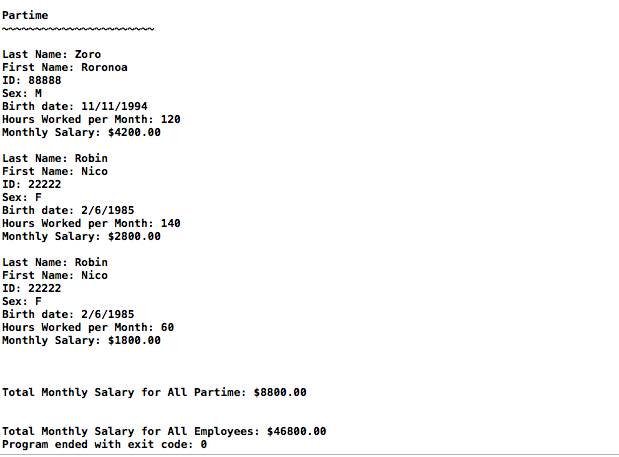 Partime
~~~~~~~~~~~~~~~~~~~~~~~
Last Name: Zoro
First Name: Roronoa
ID: 88888
Sex: M
Birth date: 11/11/1994
Hours Worked per Month: 120
Monthly Salary: $4200.00
Last Name: Robin
First Name: Nico
ID: 22222
Sex: F
Birth date: 2/6/1985
Hours Worked per Month: 140
Monthly Salary: $2800.00
Last Name: Robin
First Name: Nico
ID: 22222
Sex: F
Birth date: 2/6/1985
Hours Worked per Month: 60
Monthly Salary: $1800.00
Total Monthly Salary for All Partime: $8800.00
Total Monthly Salary for All Employees: $46800.00
Program ended with exit code: 0